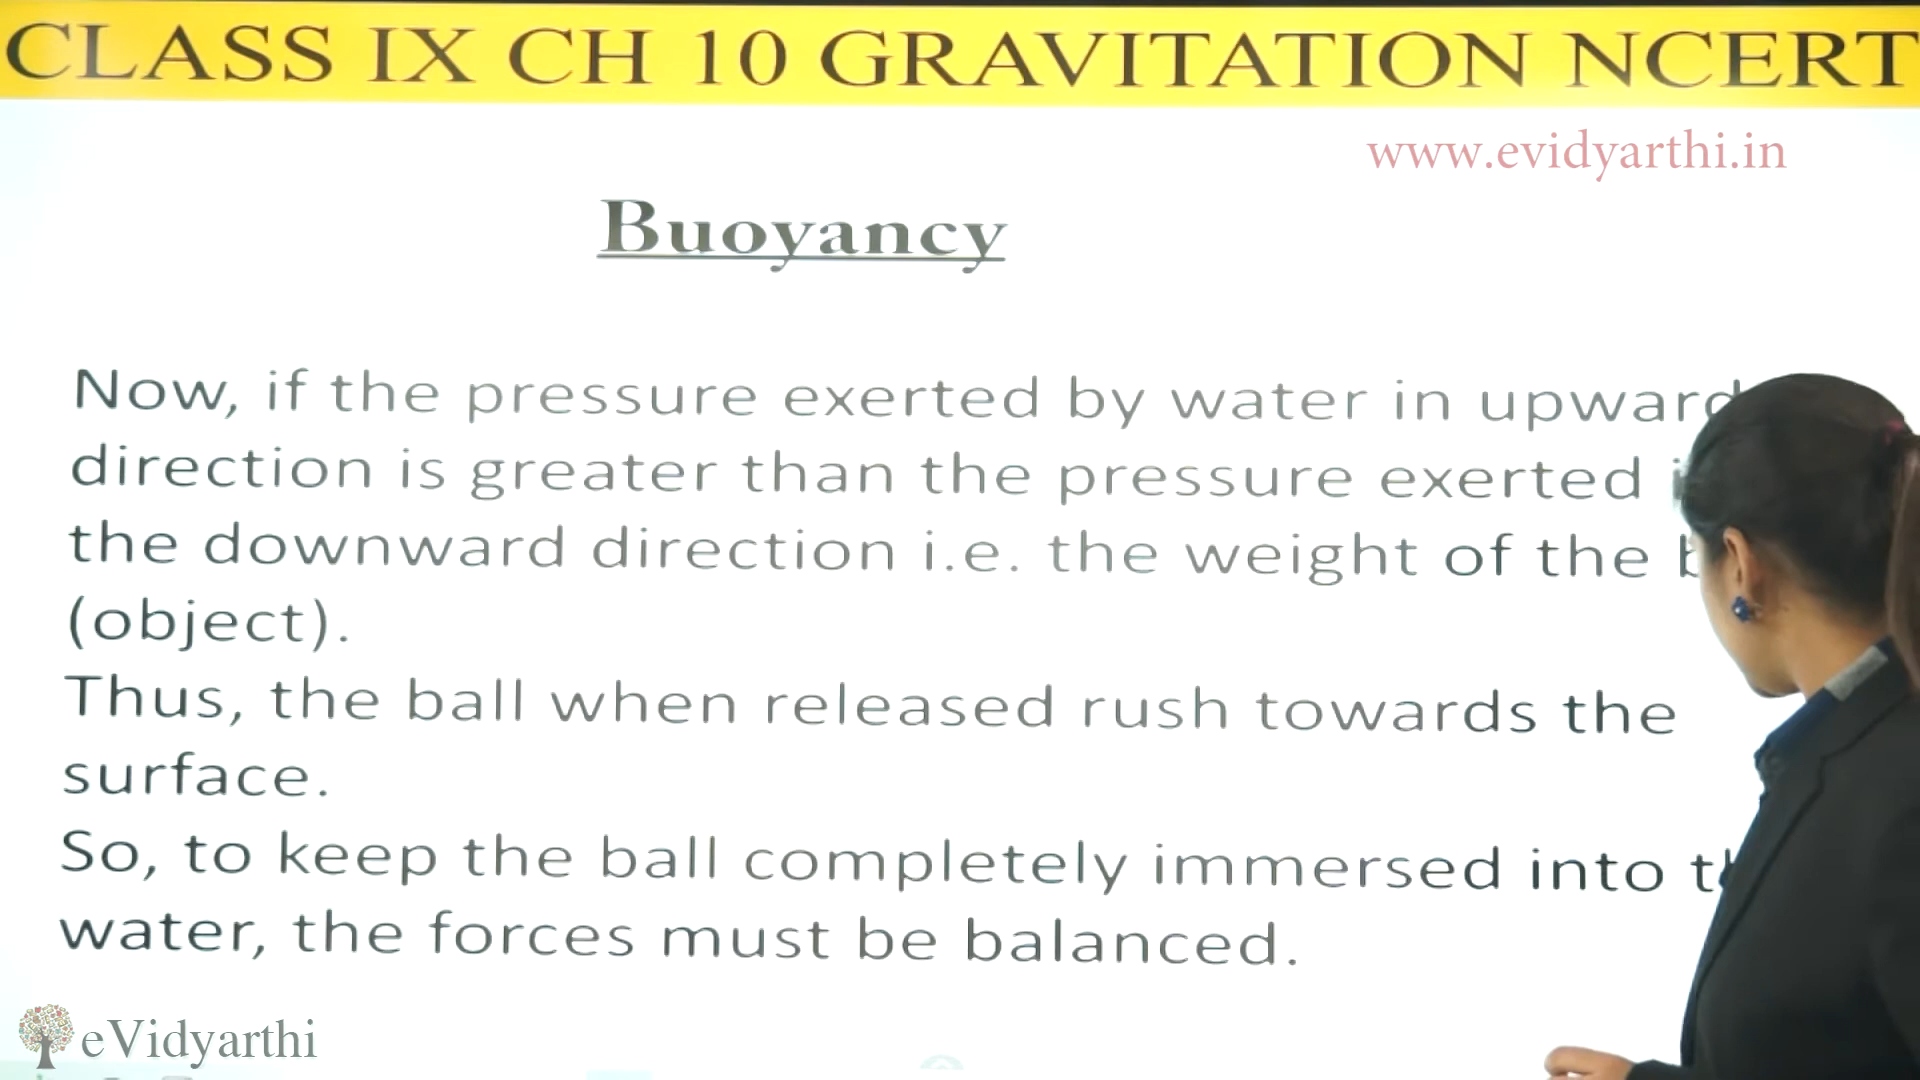 CLASS IX CH 10 GRAVITATION NCERT
www.evidyarthi.in
Buoyancy
Now, if the pressure exerted by water in upward
direction is greater than the pressure exerted
the downward direction i.e. the weight of the
(object).
Thus, the ball when released rush towards the
surface.
So, to keep the ball completely immersed into
water, the forces must be balanced.
eVidyarthi